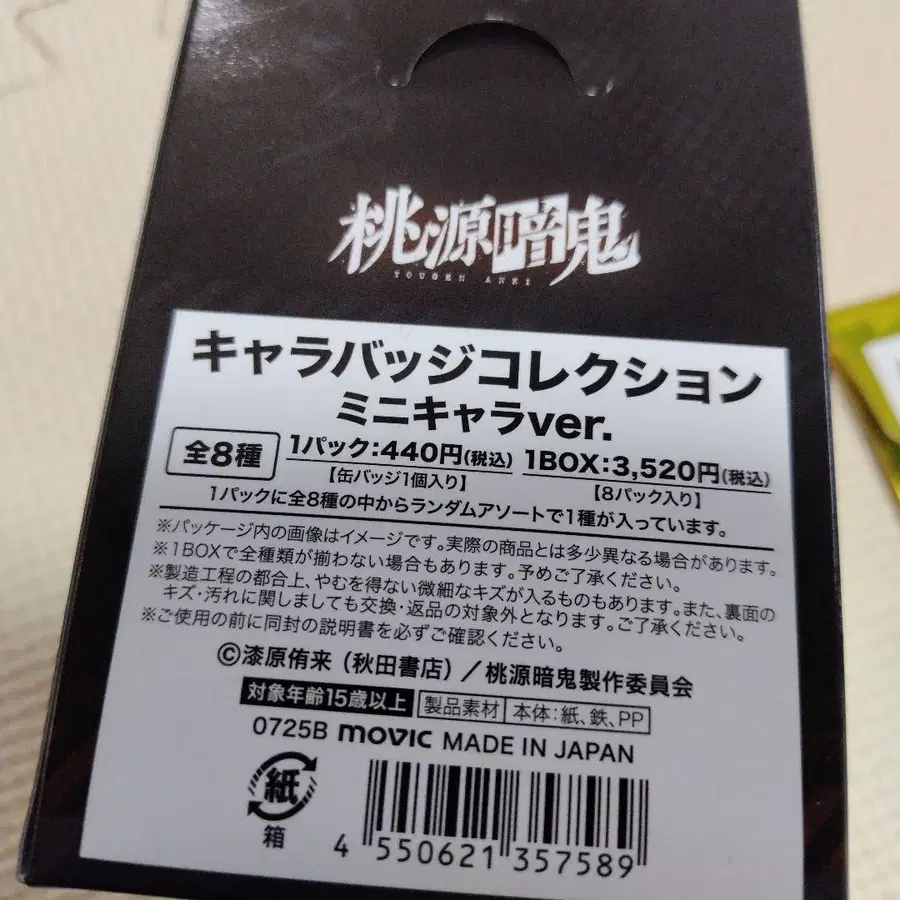 桃源暗鬼
TOUGEN ANKI
キャラバッジコレクション
ミニキャラver.
全8種
1パック:440円(税込) 1BOX:3,520円(税込)
【缶バッジ1個入り】 【8パック入り】
1パックに全8種の中からランダムアソートで1種が入っています。
※パッケージ内の画像はイメージです。実際の商品とは多少異なる場合があります。
※1BOXで全種類が揃わない場合もあります。予めご了承ください。
※製造工程の都合上、やむを得ない微細なキズが入るものもあります。また、裏面の
キズ・汚れに関しましても交換・返品の対象外となります。ご了承ください。
※ご使用の前に同封の説明書を必ずご確認ください。
©漆原侑来（秋田書店）／桃源暗鬼製作委員会
対象年齢15歳以上 製品素材 本体:紙、鉄、PP
0725B movic MADE IN JAPAN
紙
箱
4 550621 357589